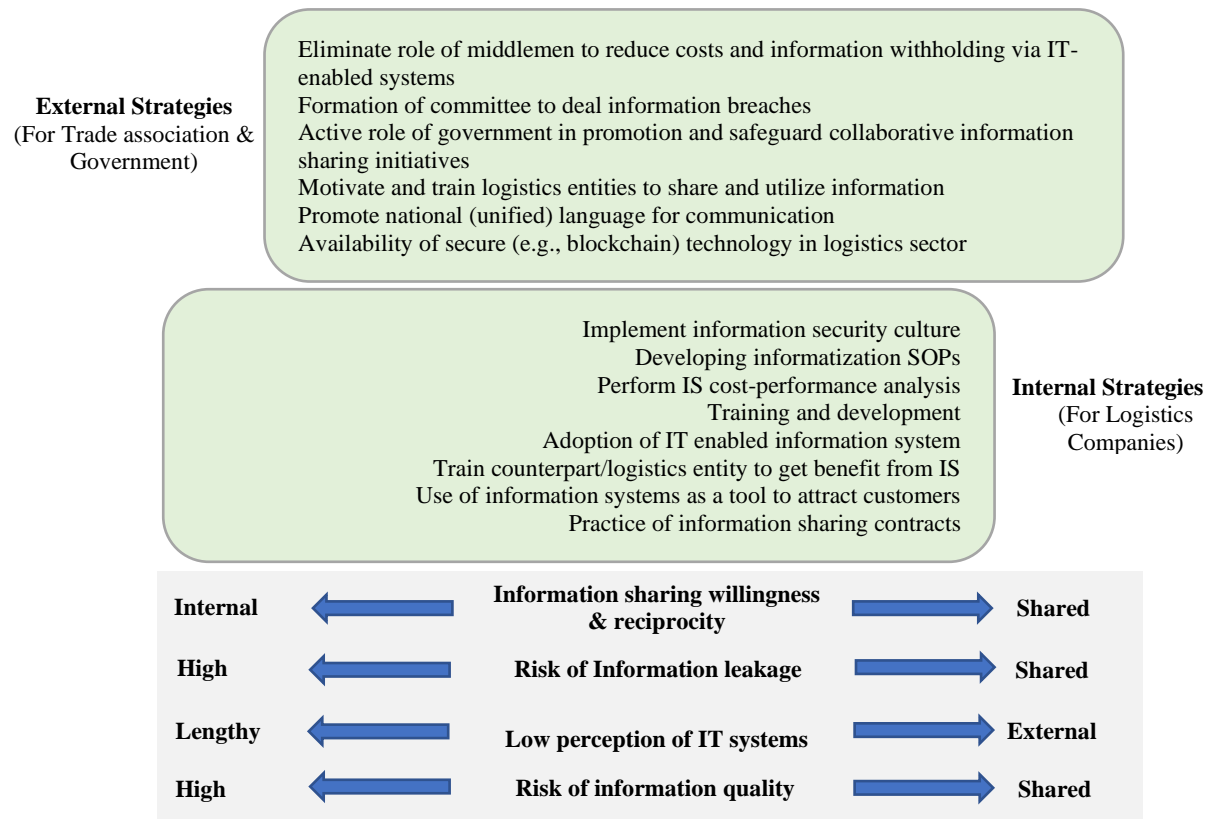 External Strategies
(For Trade association &
Government)
Eliminate role of middlemen to reduce costs and information withholding via IT-
enabled systems
Formation of committee to deal information breaches
Active role of government in promotion and safeguard collaborative information
sharing initiatives
Motivate and train logistics entities to share and utilize information
Promote national (unified) language for communication
Availability of secure (e.g., blockchain) technology in logistics sector
Implement information security culture
Developing informatization SOPs
Perform IS cost-performance analysis
Training and development
Adoption of IT enabled information system
Train counterpart/logistics entity to get benefit from IS
Use of information systems as a tool to attract customers
Practice of information sharing contracts
Internal Strategies
(For Logistics
Companies)
Internal
Information sharing willingness
& reciprocity
Shared
High
Risk of Information leakage
Shared
Lengthy
Low perception of IT systems
External
High
Risk of information quality
Shared